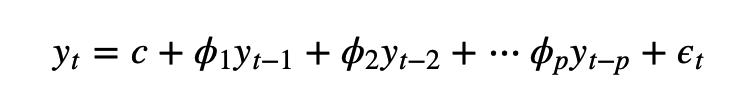 yₜ = c + ϕ₁yₜ₋₁ + ϕ₂yₜ₋₂ + ⋯ ϕₚyₜ₋ₚ + ϵₜ